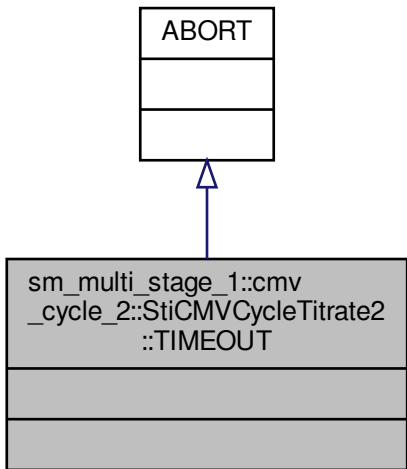 ABORT
sm_multi_stage_1::cmv
_cycle_2::StiCMVCycleTitrate2
::TIMEOUT